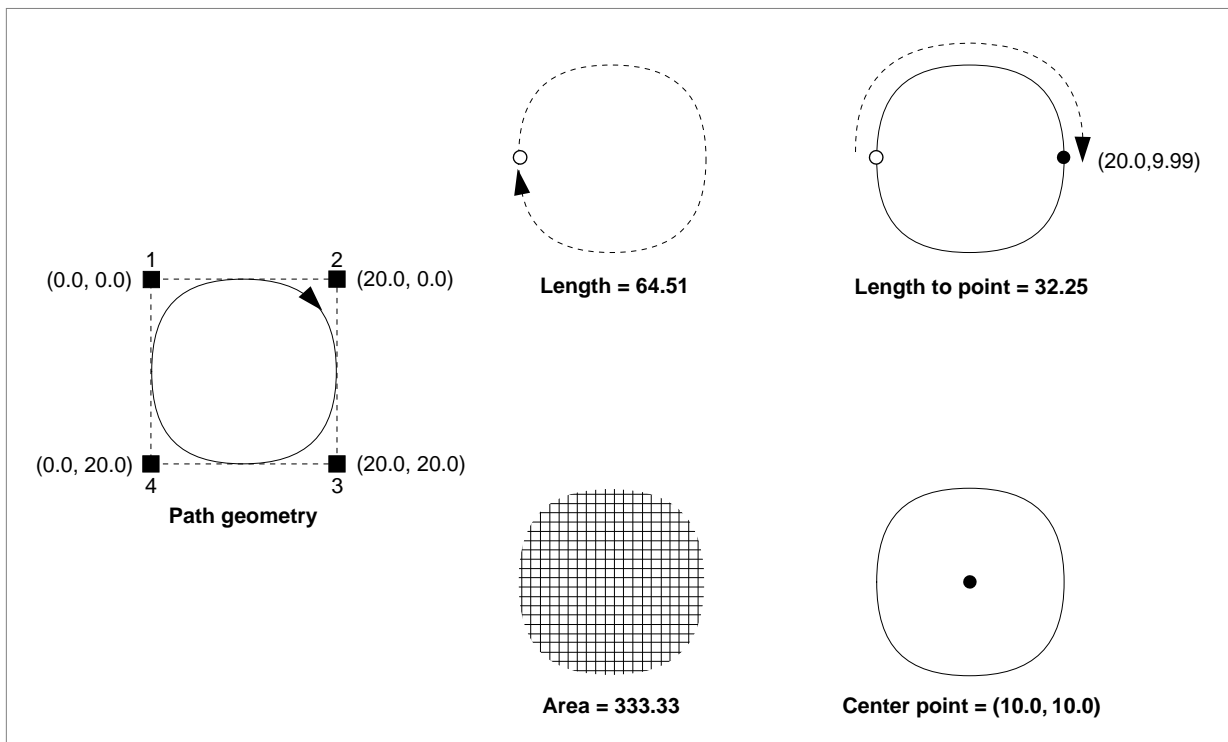 (20.0,9.99)
Length = 64.51
Length to point = 32.25
1 2
(0.0, 0.0) (20.0, 0.0)
(0.0, 20.0) (20.0, 20.0)
4 3
Path geometry
Area = 333.33
Center point = (10.0, 10.0)